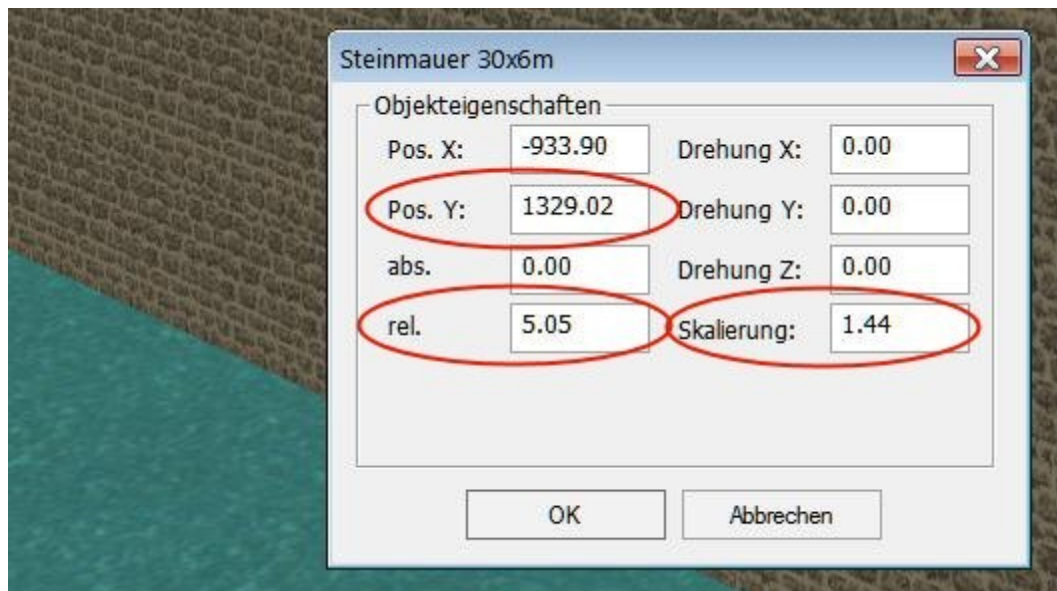 Steinmauer 30x6m
Objekteigenschaften
Pos. X: -933.90 Drehung X: 0.00
Pos. Y: 1329.02 Drehung Y: 0.00
abs. 0.00 Drehung Z: 0.00
rel. 5.05 Skalierung: 1.44
OK Abbrechen